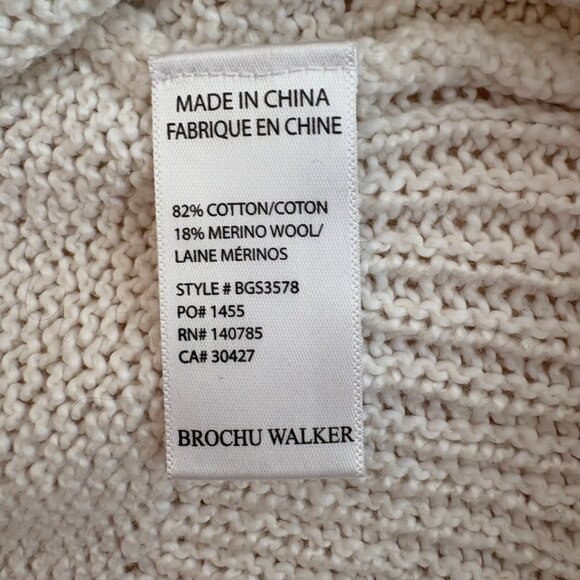 MADE IN CHINA
FABRIQUE EN CHINE
82% COTTON/COTON
18% MERINO WOOL/
LAINE MÉRINOS
STYLE # BGS3578
PO# 1455
RN# 140785
CA# 30427
BROCHU WALKER